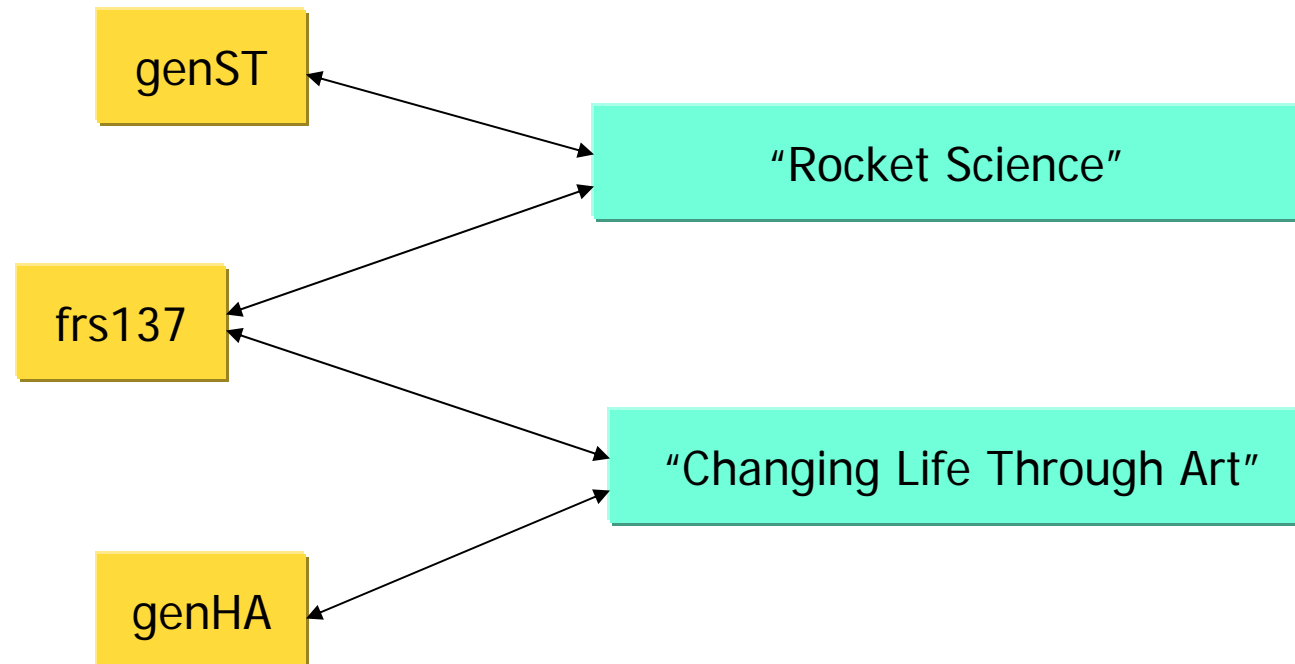 genST
“Rocket Science”
frs137
“Changing Life Through Art”
genHA